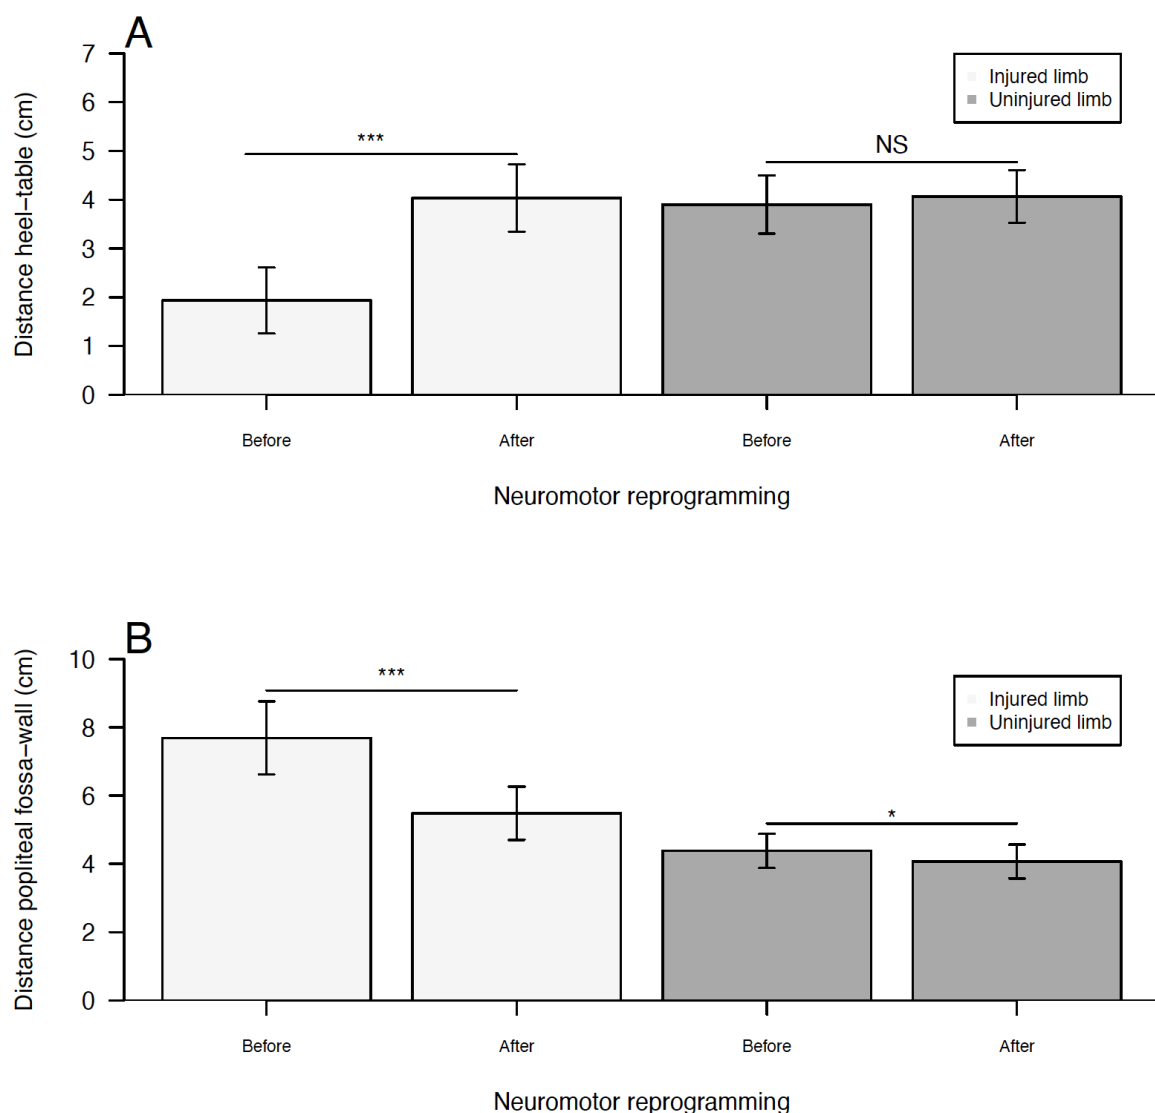 A
Distance heel−table (cm)
7
6
5
4
3
2
1
0
***
NS
Injured limb
Uninjured limb
Before
After
Before
After
Neuromotor reprogramming
B
Distance popliteal fossa−wall (cm)
10
8
6
4
2
0
***
*
Injured limb
Uninjured limb
Before
After
Before
After
Neuromotor reprogramming